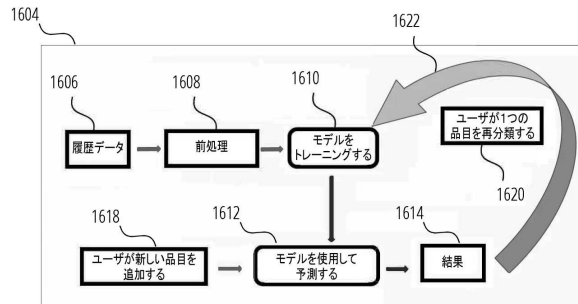 1604
1622
1606
1608
1610
履歴データ
前処理
モデルを
トレーニングする
ユーザが1つの
品目を再分類する
1620
1618
1612
1614
ユーザが新しい品目を
追加する
モデルを使用して
予測する
結果